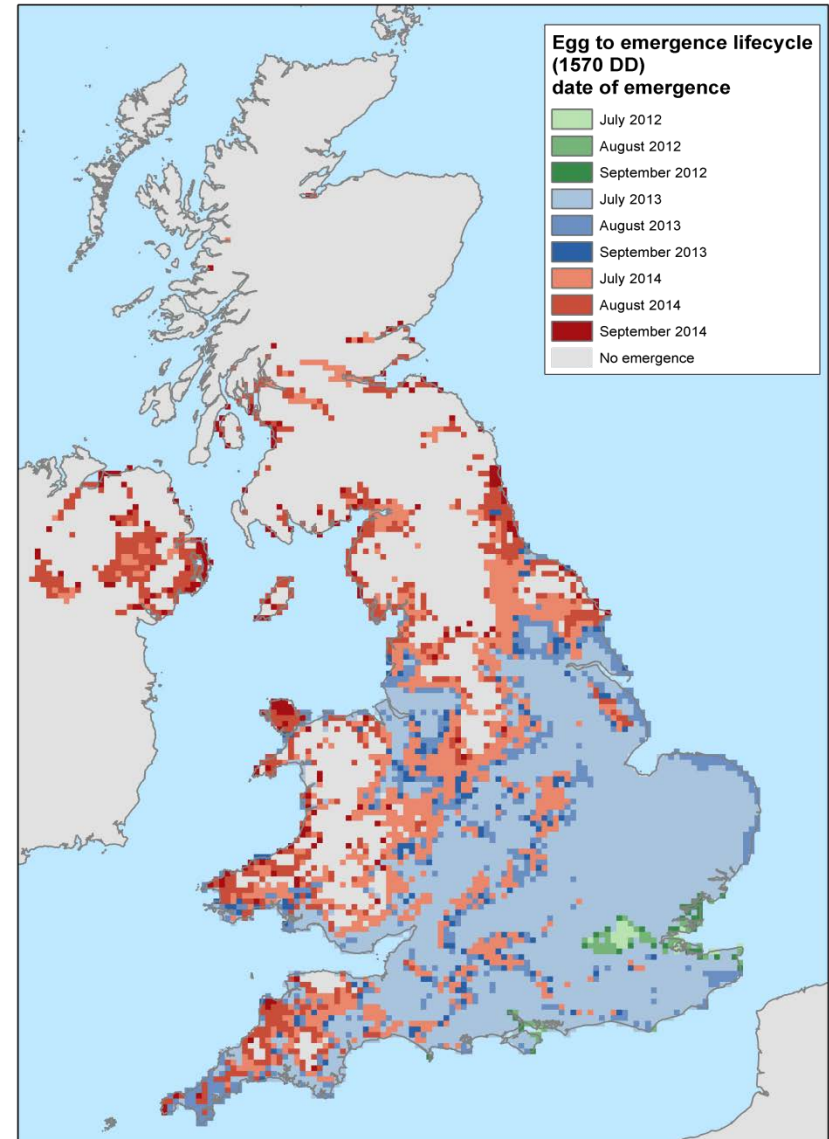 Egg to emergence lifecycle
(1570 DD)
date of emergence
July 2012
August 2012
September 2012
July 2013
August 2013
September 2013
July 2014
August 2014
September 2014
No emergence